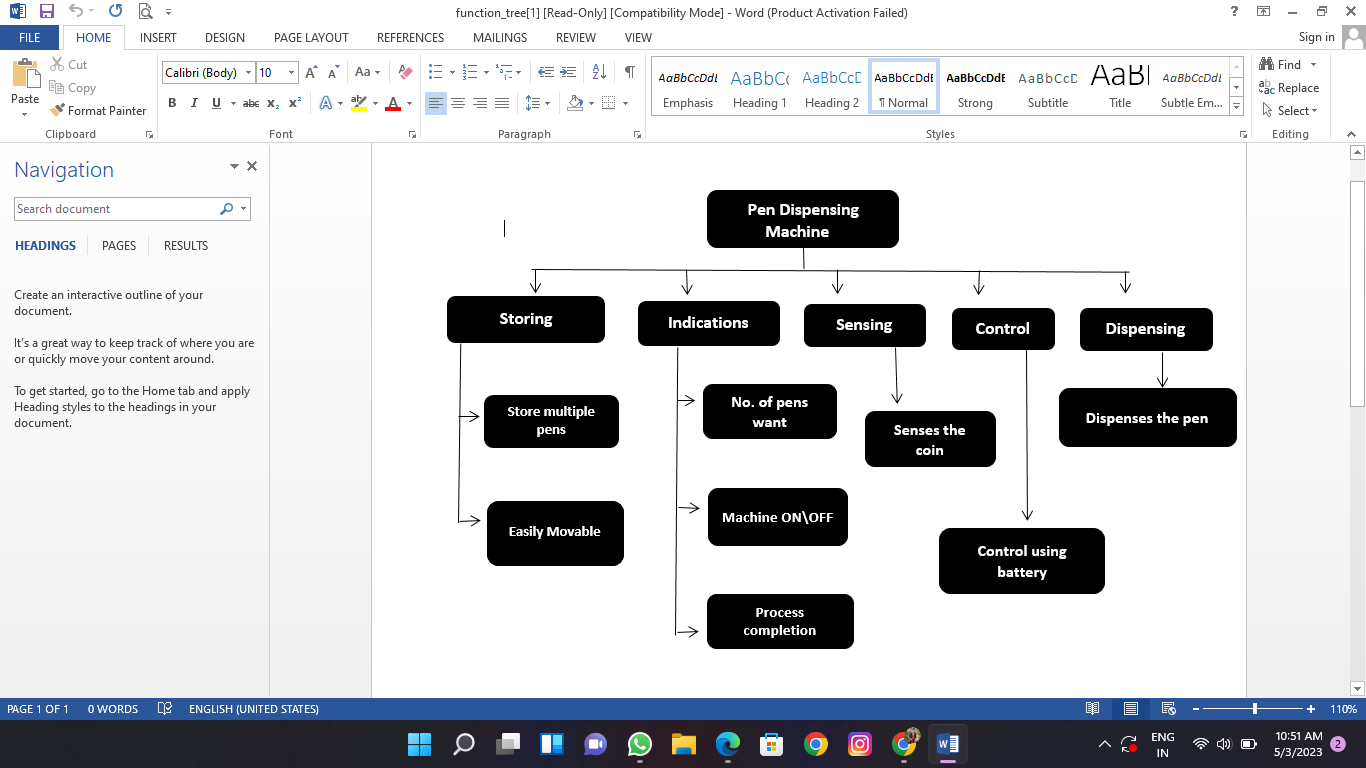 function_tree[1] [Read-Only] [Compatibility Mode] - Word (Product Activation Failed)
FILE HOME INSERT DESIGN PAGE LAYOUT REFERENCES MAILINGS REVIEW VIEW Sign in
Paste
Cut
Copy
Format Painter
Clipboard
Calibri (Body) 10
Font
Paragraph
AaBbCcDdE Emphasis
AaBbCc Heading 1
AaBbCcD Heading 2
AaBbCcDdE ¶ Normal
AaBbCcDdE Strong
AaBbCcD Subtitle
AaBb Title
AaBbCcDdE Subtle Em...
Styles
Find
Replace
Select
Editing
Navigation
Search document
HEADINGS PAGES RESULTS
Create an interactive outline of your
document.
It's a great way to keep track of where you are
or quickly move your content around.
To get started, go to the Home tab and apply
Heading styles to the headings in your
document.
Pen Dispensing
Machine
Storing
Indications
Sensing
Control
Dispensing
Store multiple
pens
Easily Movable
No. of pens
want
Machine ON\OFF
Process
completion
Senses the
coin
Control using
battery
Dispenses the pen
PAGE 1 OF 1 0 WORDS ENGLISH (UNITED STATES) 110%
ENG
IN
10:51 AM
5/3/2023
2